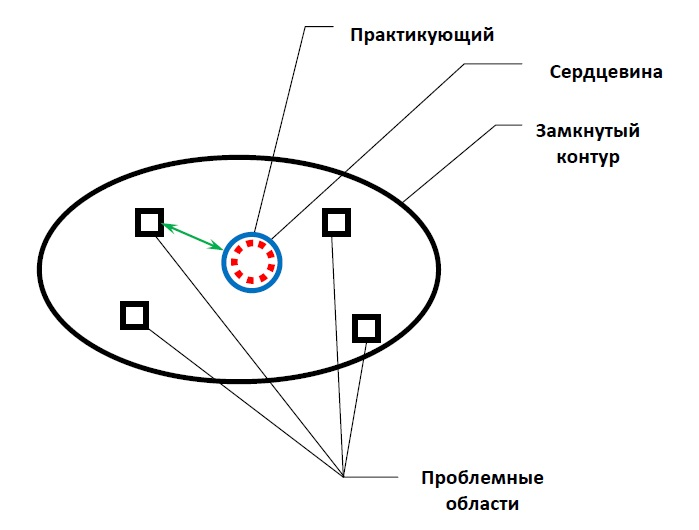 Практикующий
Сердцевина
Замкнутый
контур
Проблемные
области